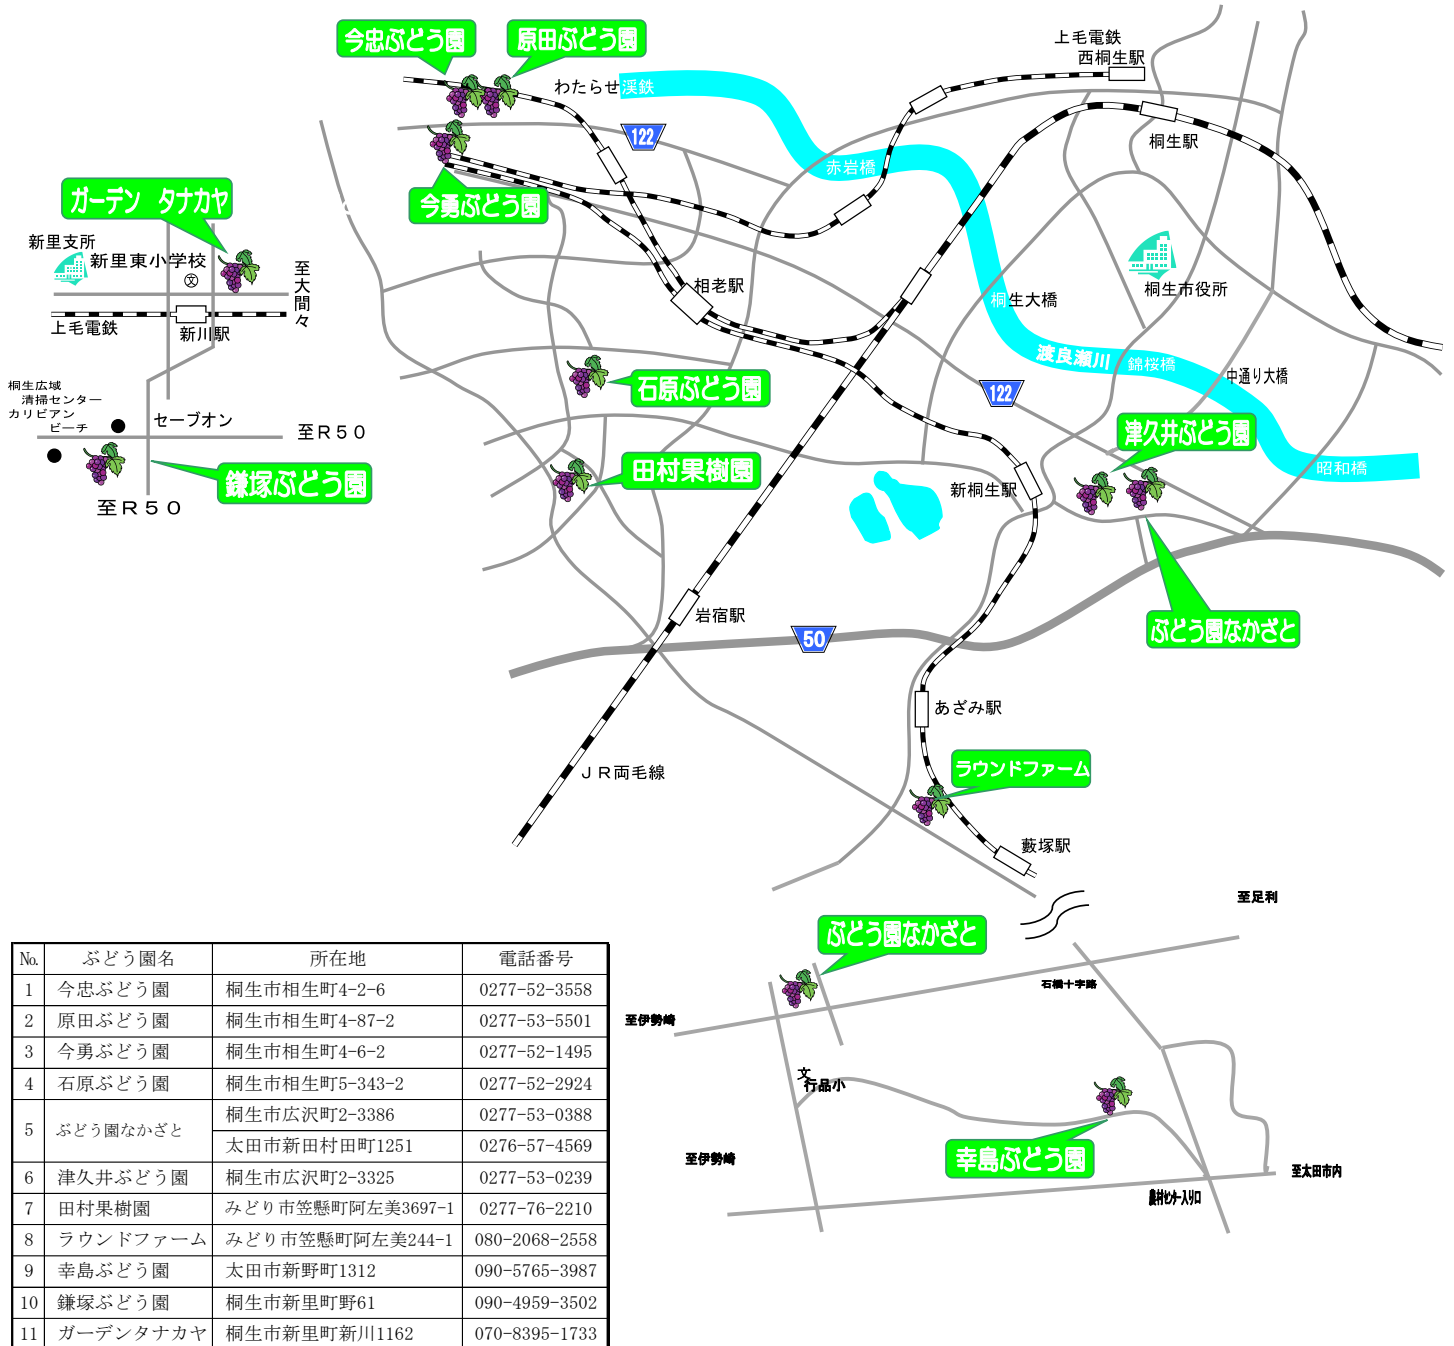 今忠ぶどう園
原田ぶどう園
上毛電鉄
西桐生駅
わたらせ渓鉄
122
桐生駅
赤岩橋
ガーデン タナカヤ
今勇ぶどう園
新里支所
新里東小学校
文
至大間々
上毛電鉄
新川駅
相老駅
桐生大橋
桐生市役所
渡良瀬川
錦桜橋
中通り大橋
石原ぶどう園
122
桐生広域
清掃センター
カリビアン
ビーチ
セーブオン
至R50
津久井ぶどう園
田村果樹園
昭和橋
鎌塚ぶどう園
新桐生駅
至R50
岩宿駅
50
ぶどう園なかざと
あざみ駅
JR両毛線
ラウンドファーム
藪塚駅
至足利
ぶどう園なかざと
石橋十字路
至伊勢崎
文
行品小
幸島ぶどう園
至伊勢崎
至太田市内
農村センター入り口
No. ぶどう園名 所在地 電話番号
1 今忠ぶどう園 桐生市相生町4-2-6 0277-52-3558
2 原田ぶどう園 桐生市相生町4-87-2 0277-53-5501
3 今勇ぶどう園 桐生市相生町4-6-2 0277-52-1495
4 石原ぶどう園 桐生市相生町5-343-2 0277-52-2924
5 ぶどう園なかざと 桐生市広沢町2-3386 0277-53-0388
太田市新田村田町1251 0276-57-4569
6 津久井ぶどう園 桐生市広沢町2-3325 0277-53-0239
7 田村果樹園 みどり市笠懸町阿左美3697-1 0277-76-2210
8 ラウンドファーム みどり市笠懸町阿左美244-1 080-2068-2558
9 幸島ぶどう園 太田市新野町1312 090-5765-3987
10 鎌塚ぶどう園 桐生市新里町野61 090-4959-3502
11 ガーデンタナカヤ 桐生市新里町新川1162 070-8395-1733